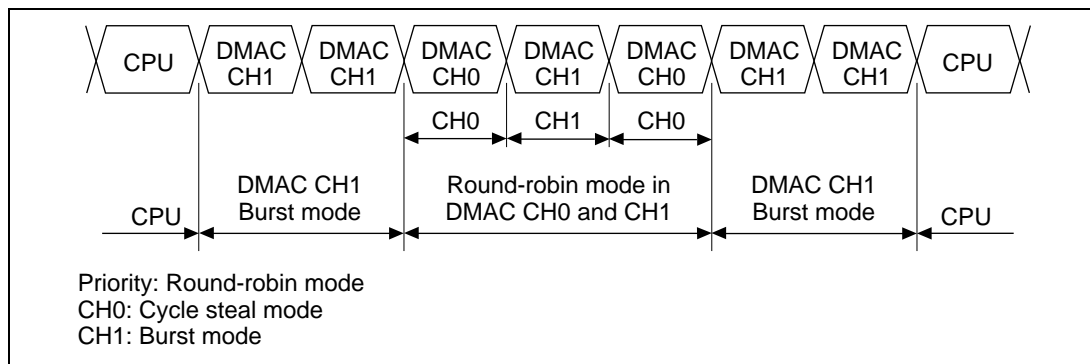 CPU DMAC CH1 DMAC CH1 DMAC CH0 DMAC CH1 DMAC CH0 DMAC CH1 DMAC CH1 CPU
CH0 CH1 CH0
DMAC CH1 Round-robin mode in DMAC CH1
CPU Burst mode DMAC CH0 and CH1 Burst mode CPU
Priority: Round-robin mode
CH0: Cycle steal mode
CH1: Burst mode